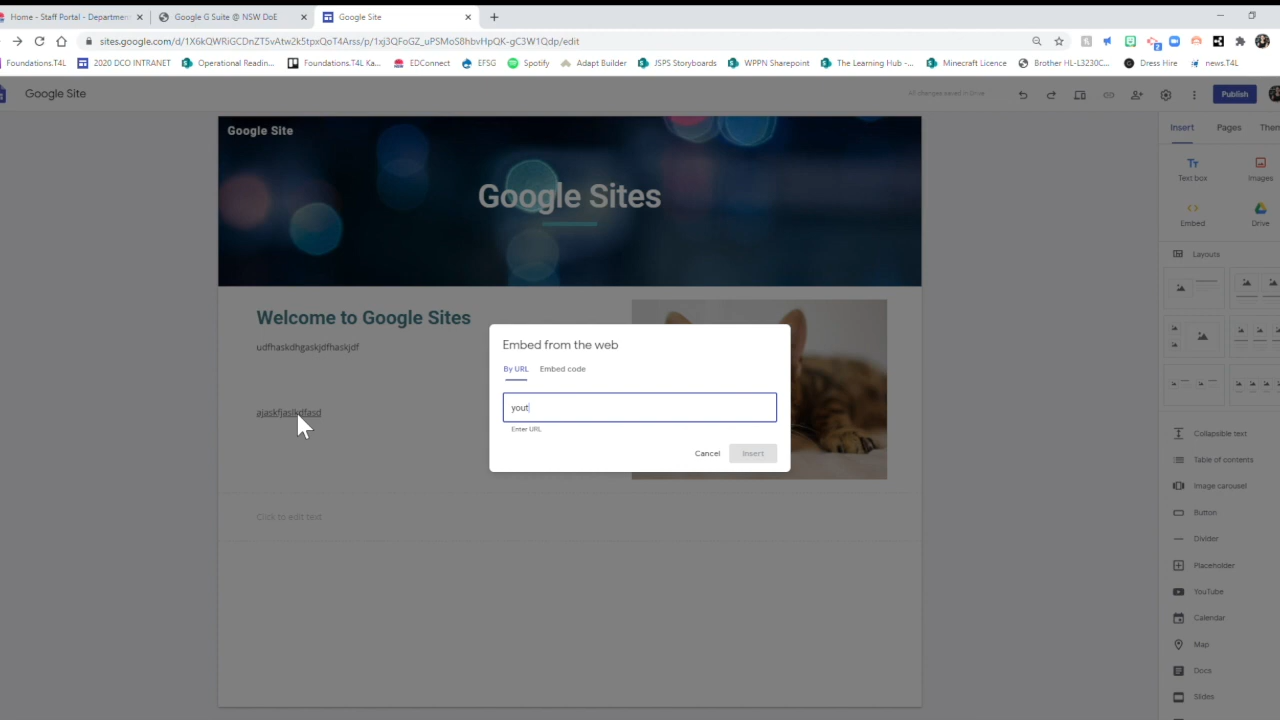 Home - Staff Portal - Department
Google G Suite @ NSW DoE
Google Site
sites.google.com/d/1X6kQWRiGCDnZT5vAtw2k5tpxQoT4Arss/p/1xj3QFoGZ_uPSMoS8hbvHpQK-gC3W1Qdp/edit
Foundations.T4L
2020 DCO INTRANET
Operational Readin...
Foundations.T4L Ka...
EDConnect
EFSG
Spotify
Adapt Builder
JSPS Storyboards
WPPN Sharepoint
The Learning Hub -...
Minecraft Licence
Brother HL-L3230C...
Dress Hire
news.T4L
Google Site
All changes saved in Drive
Publish
Google Site
Google Sites
Welcome to Google Sites
udfhaskdhgaskjdfhaskjdf
ajaskfjaslkdfasd
Click to edit text
Embed from the web
By URL
Embed code
yout
Enter URL
Cancel
Insert
Insert
Pages
Them
Tт Text box
Images
Embed
Drive
Layouts
Collapsible text
Table of contents
Image carousel
Button
Divider
Placeholder
YouTube
Calendar
Map
Docs
Slides